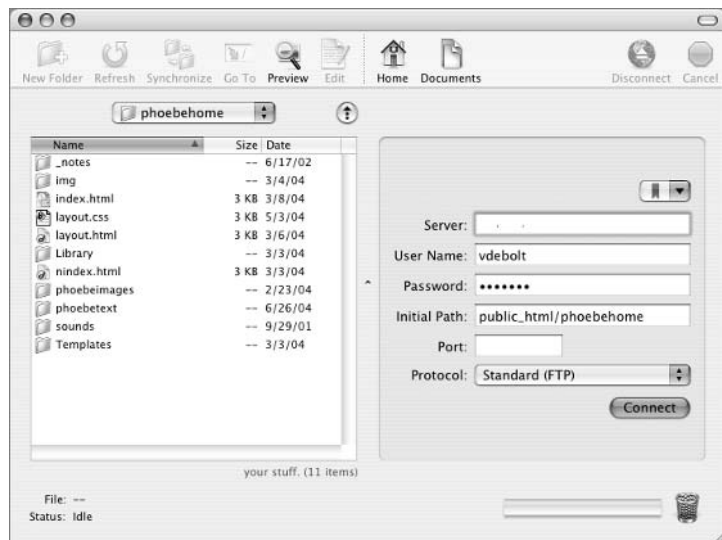 New Folder Refresh Synchronize Go To Preview Edit Home Documents Disconnect Cancel
phoebehome
Name Size Date
_notes -- 6/17/02
img -- 3/4/04
index.html 3 KB 3/8/04
layout.css 3 KB 5/3/04
layout.html 3 KB 3/6/04
Library -- 3/3/04
nindex.html 3 KB 3/3/04
phoebeimages -- 2/23/04
phoebetext -- 6/26/04
sounds -- 9/29/01
Templates -- 3/3/04
your stuff. (11 items)
Server:
User Name: vdebolt
Password: •••••••
Initial Path: public_html/phoebehome
Port:
Protocol: Standard (FTP)
Connect
File: --
Status: Idle